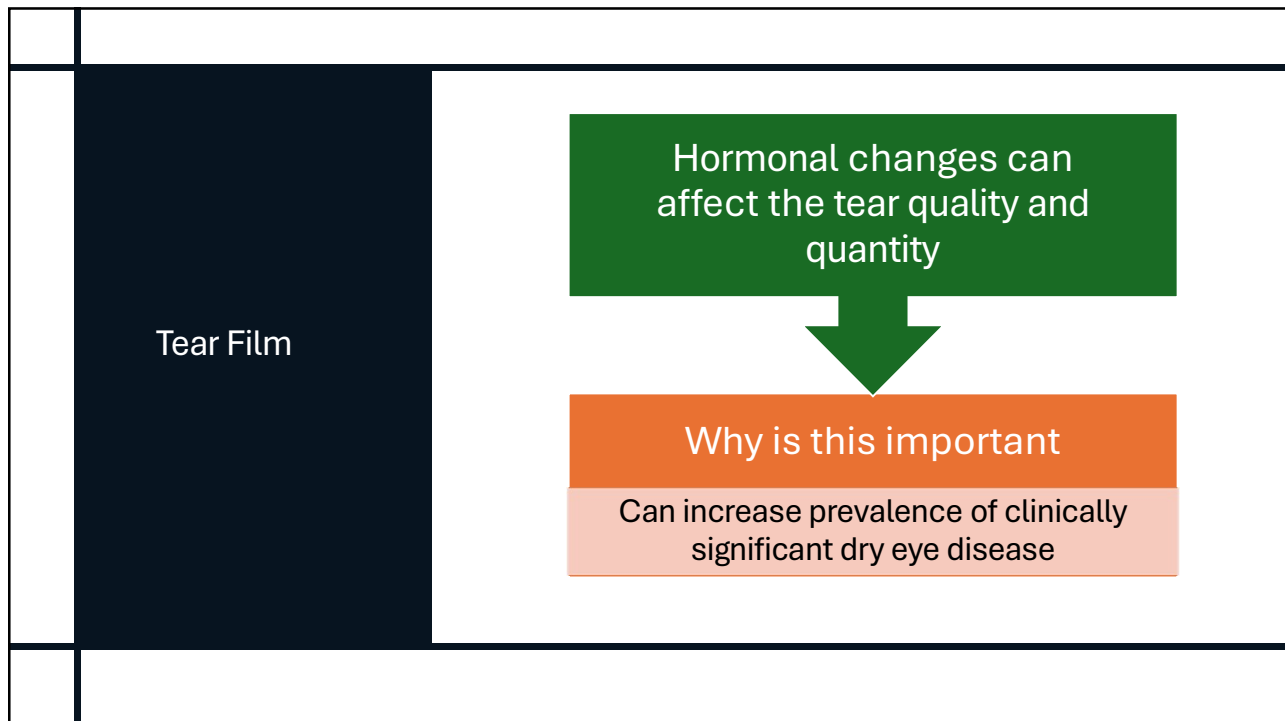 Tear Film
Hormonal changes can
affect the tear quality and
quantity
Why is this important
Can increase prevalence of clinically
significant dry eye disease